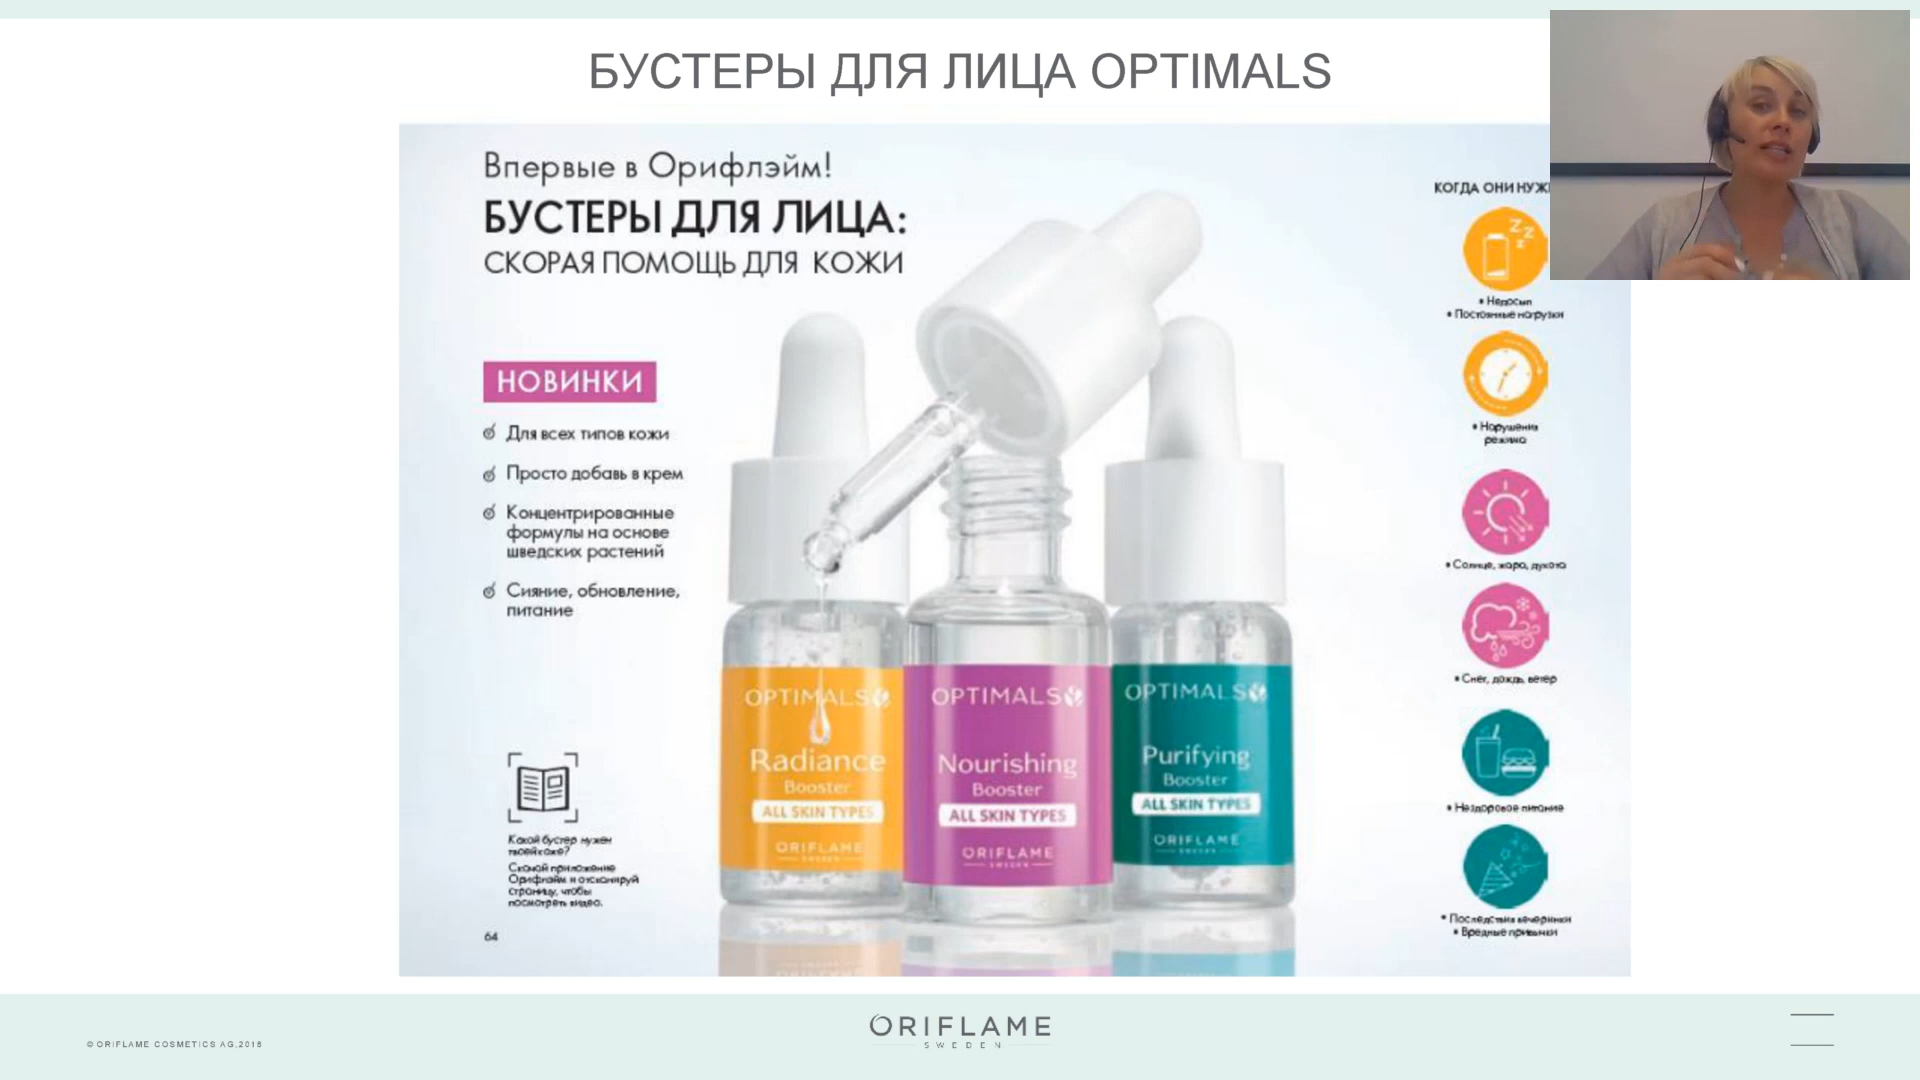 БУСТЕРЫ ДЛЯ ЛИЦА OPTIMALS
Впервые в Орифлэйм!
БУСТЕРЫ ДЛЯ ЛИЦА:
СКОРАЯ ПОМОЩЬ ДЛЯ КОЖИ
НОВИНКИ
Для всех типов кожи
Просто добавь в крем
Концентрированные
формулы на основе
шведских растений
Сияние, обновление,
питание
Какой бустер нужен
твоей коже?
Скачай приложение
Орифлэйм и отсканируй
страницу, чтобы
посмотреть видео.
64
OPTIMALS
Radiance
Booster
ALL SKIN TYPES
ORIFLAME
SWEDEN
OPTIMALS
Nourishing
Booster
ALL SKIN TYPES
ORIFLAME
SWEDEN
OPTIMALS
Purifying
Booster
ALL SKIN TYPES
ORIFLAME
SWEDEN
КОГДА ОНИ
• Недосып
• Постоянные нагрузки
• Нарушения
режима
• Солнце, жара, духота
• Снег, дождь, ветер
• Нездоровое питание
• Последствия вечеринки
• Вредные привычки
© ORIFLAME COSMETICS AG,2018
ORIFLAME
SWEDEN